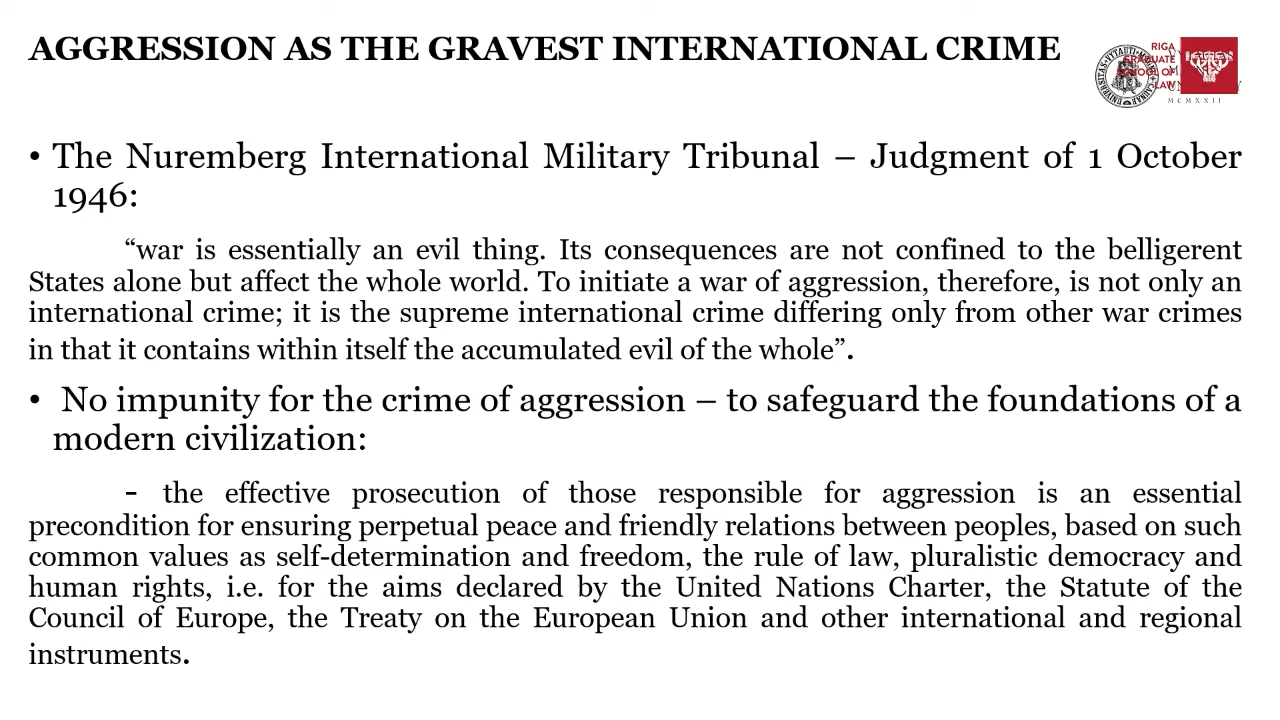 AGGRESSION AS THE GRAVEST INTERNATIONAL CRIME
RIGA
GRADUATE
SCHOOL OF
LAW
MCMXXII
• The Nuremberg International Military Tribunal – Judgment of 1 October
1946:
“war is essentially an evil thing. Its consequences are not confined to the belligerent
States alone but affect the whole world. To initiate a war of aggression, therefore, is not only an
international crime; it is the supreme international crime differing only from other war crimes
in that it contains within itself the accumulated evil of the whole”.
• No impunity for the crime of aggression – to safeguard the foundations of a
modern civilization:
- the effective prosecution of those responsible for aggression is an essential
precondition for ensuring perpetual peace and friendly relations between peoples, based on such
common values as self-determination and freedom, the rule of law, pluralistic democracy and
human rights, i.e. for the aims declared by the United Nations Charter, the Statute of the
Council of Europe, the Treaty on the European Union and other international and regional
instruments.